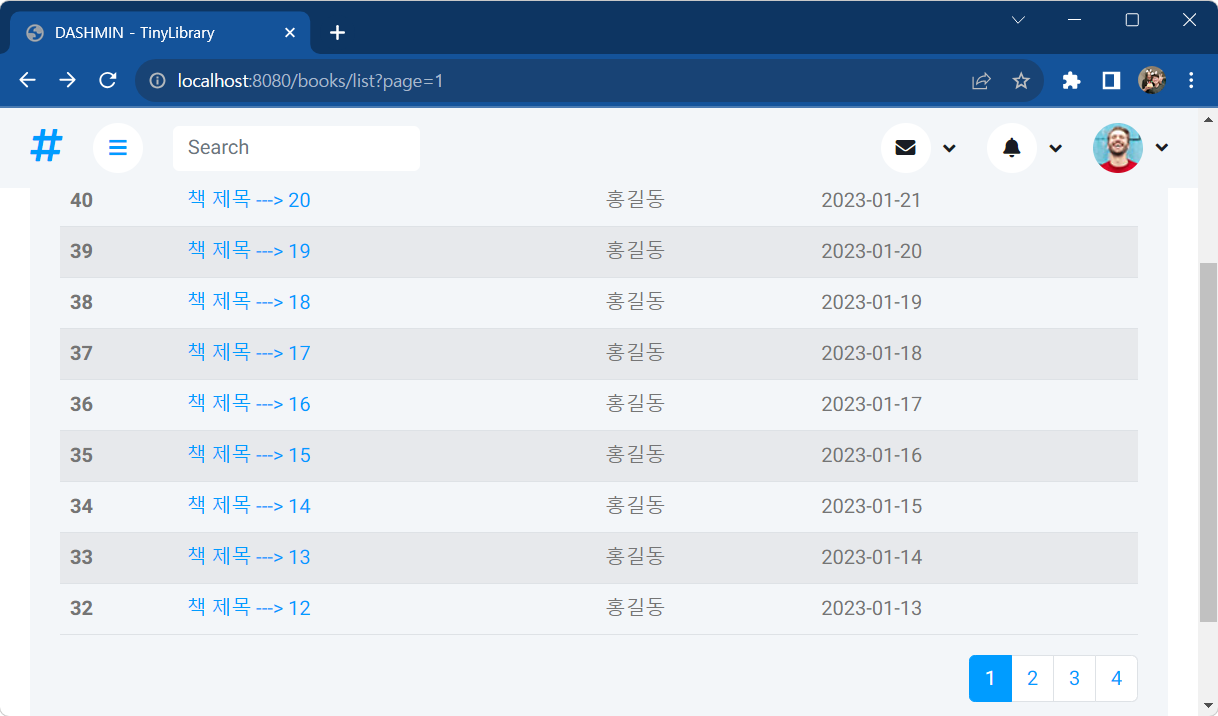 DASHMIN - TinyLibrary
localhost:8080/books/list?page=1
# Search
40 책 제목 ---> 20 홍길동 2023-01-21
39 책 제목 ---> 19 홍길동 2023-01-20
38 책 제목 ---> 18 홍길동 2023-01-19
37 책 제목 ---> 17 홍길동 2023-01-18
36 책 제목 ---> 16 홍길동 2023-01-17
35 책 제목 ---> 15 홍길동 2023-01-16
34 책 제목 ---> 14 홍길동 2023-01-15
33 책 제목 ---> 13 홍길동 2023-01-14
32 책 제목 ---> 12 홍길동 2023-01-13
1 2 3 4